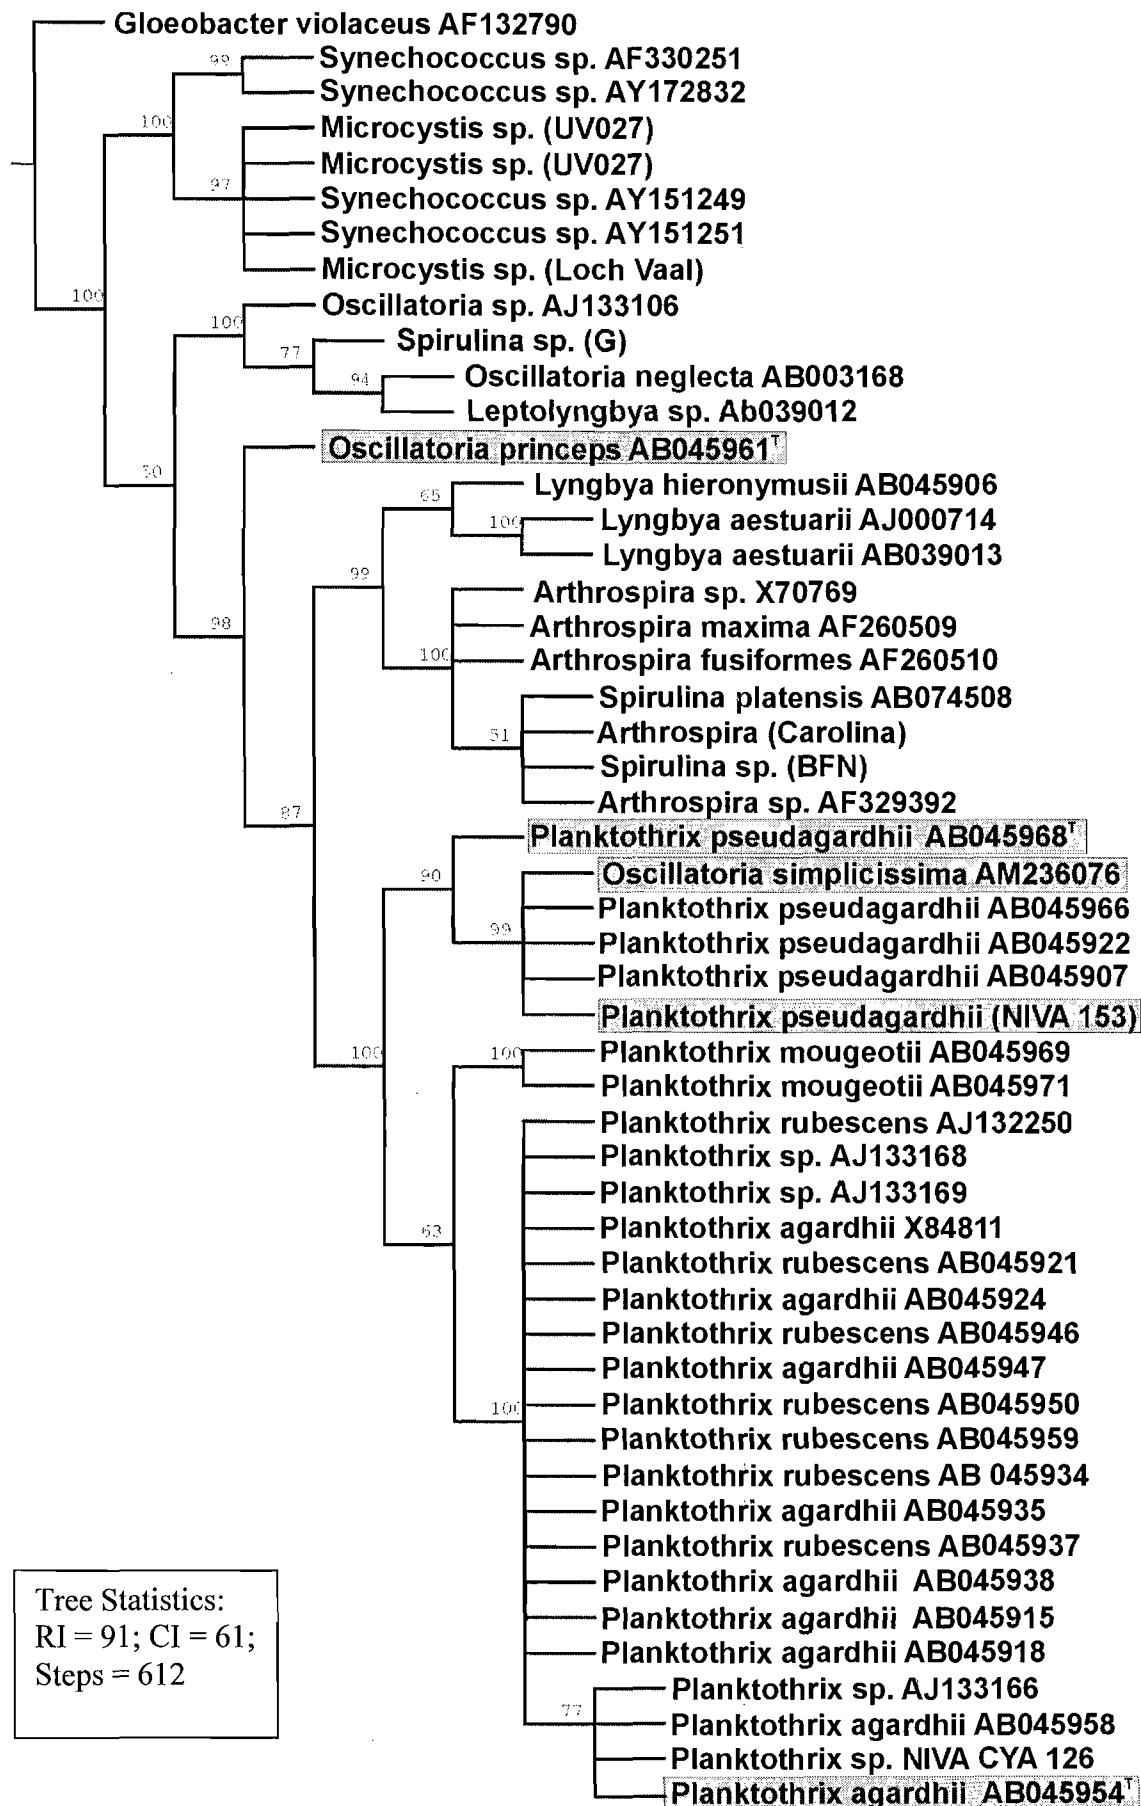 Gloeobacter violaceus AF132790
99
Synechococcus sp. AF330251
Synechococcus sp. AY172832
100
Microcystis sp. (UV027)
Microcystis sp. (UV027)
97
Synechococcus sp. AY151249
Synechococcus sp. AY151251
Microcystis sp. (Loch Vaal)
100
Oscillatoria sp. AJ133106
100
Spirulina sp. (G)
77
94
Oscillatoria neglecta AB003168
Leptolyngbya sp. Ab039012
Oscillatoria princeps AB045961T
50
Lyngbya hieronymusii AB045906
65
100
Lyngbya aestuarii AJ000714
Lyngbya aestuarii AB039013
99
Arthrospira sp. X70769
Arthrospira maxima AF260509
98
100
Arthrospira fusiformes AF260510
Spirulina platensis AB074508
51
Arthrospira (Carolina)
Spirulina sp. (BFN)
Arthrospira sp. AF329392
87
Planktothrix pseudagardhii AB045968T
90
Oscillatoria simplicissima AM236076
Planktothrix pseudagardhii AB045966
99
Planktothrix pseudagardhii AB045922
Planktothrix pseudagardhii AB045907
Planktothrix pseudagardhii (NIVA 153)
100
100
Planktothrix mougeotii AB045969
Planktothrix mougeotii AB045971
Planktothrix rubescens AJ132250
Planktothrix sp. AJ133168
Planktothrix sp. AJ133169
63
Planktothrix agardhii X84811
Planktothrix rubescens AB045921
Planktothrix agardhii AB045924
Planktothrix rubescens AB045946
Planktothrix agardhii AB045947
100
Planktothrix rubescens AB045950
Planktothrix rubescens AB045959
Planktothrix rubescens AB 045934
Planktothrix agardhii AB045935
Planktothrix rubescens AB045937
Planktothrix agardhii AB045938
Planktothrix agardhii AB045915
Planktothrix agardhii AB045918
Planktothrix sp. AJ133166
77
Planktothrix agardhii AB045958
Planktothrix sp. NIVA CYA 126
Planktothrix agardhii AB045954T
Tree Statistics:
RI = 91; CI = 61;
Steps = 612